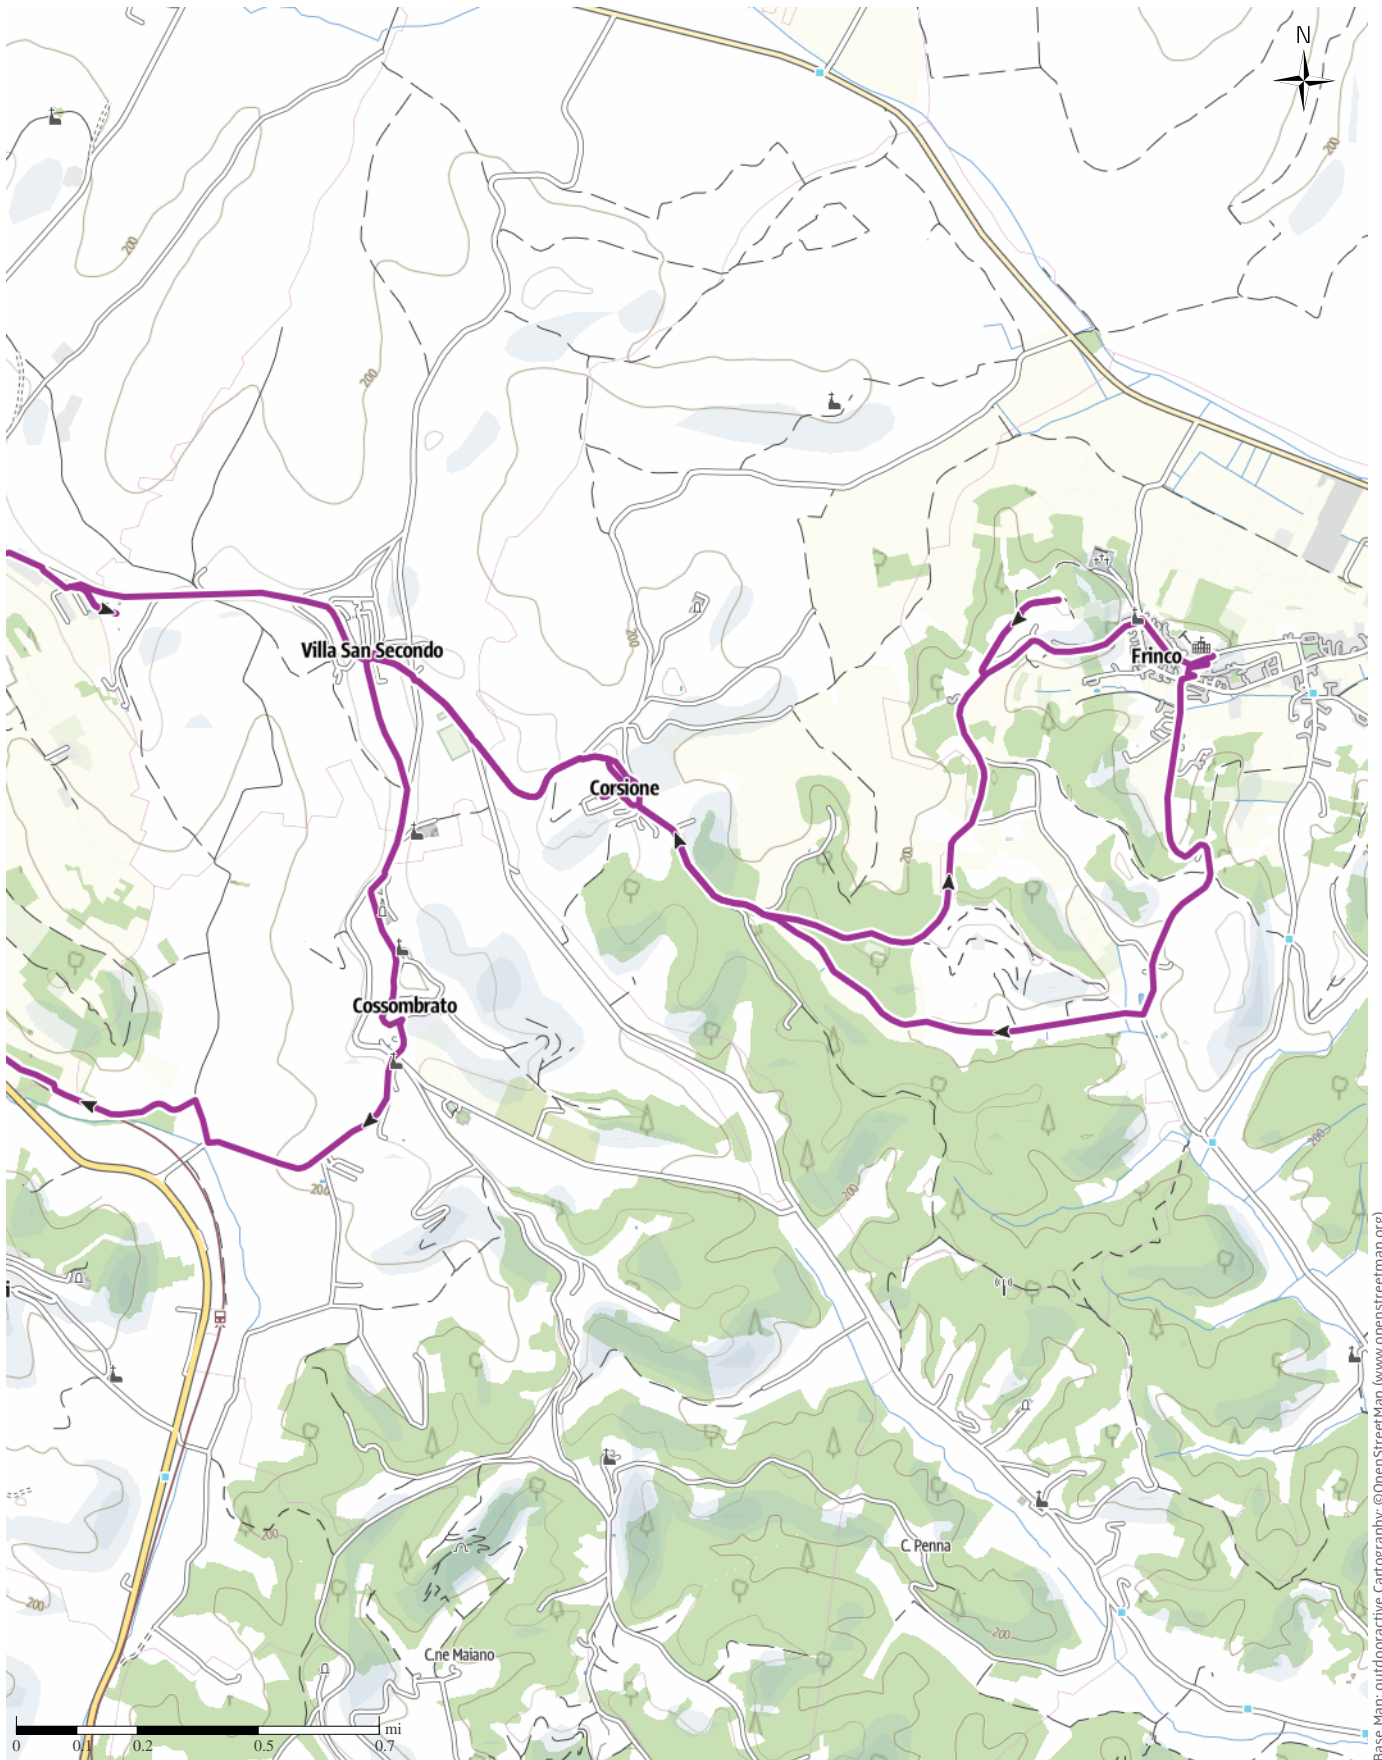 N
200
200
200
200
Villa San Secondo
Frinco
Corsione
200
Cossombrato
200
200
200
i
200
C. Penna
200
200
C.ne Maiano
mi
0
0.1
0.2
0.5
0.7
Base Map: outdooractive Cartography; ©OpenStreetMap (www.openstreetmap.org)